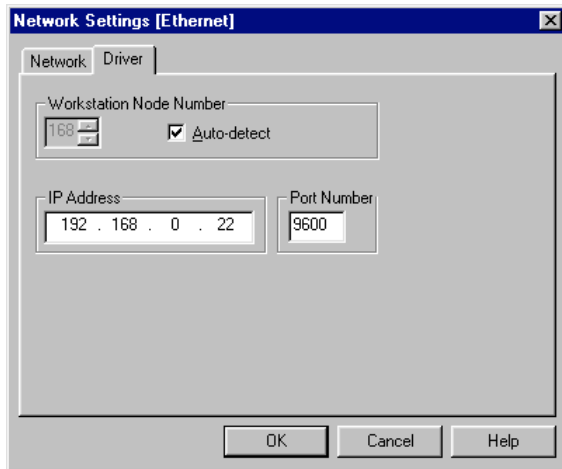 Network Settings [Ethernet]
Network Driver
Workstation Node Number
168 Auto-detect
IP Address Port Number
192 . 168 . 0 . 22 9600
OK Cancel Help